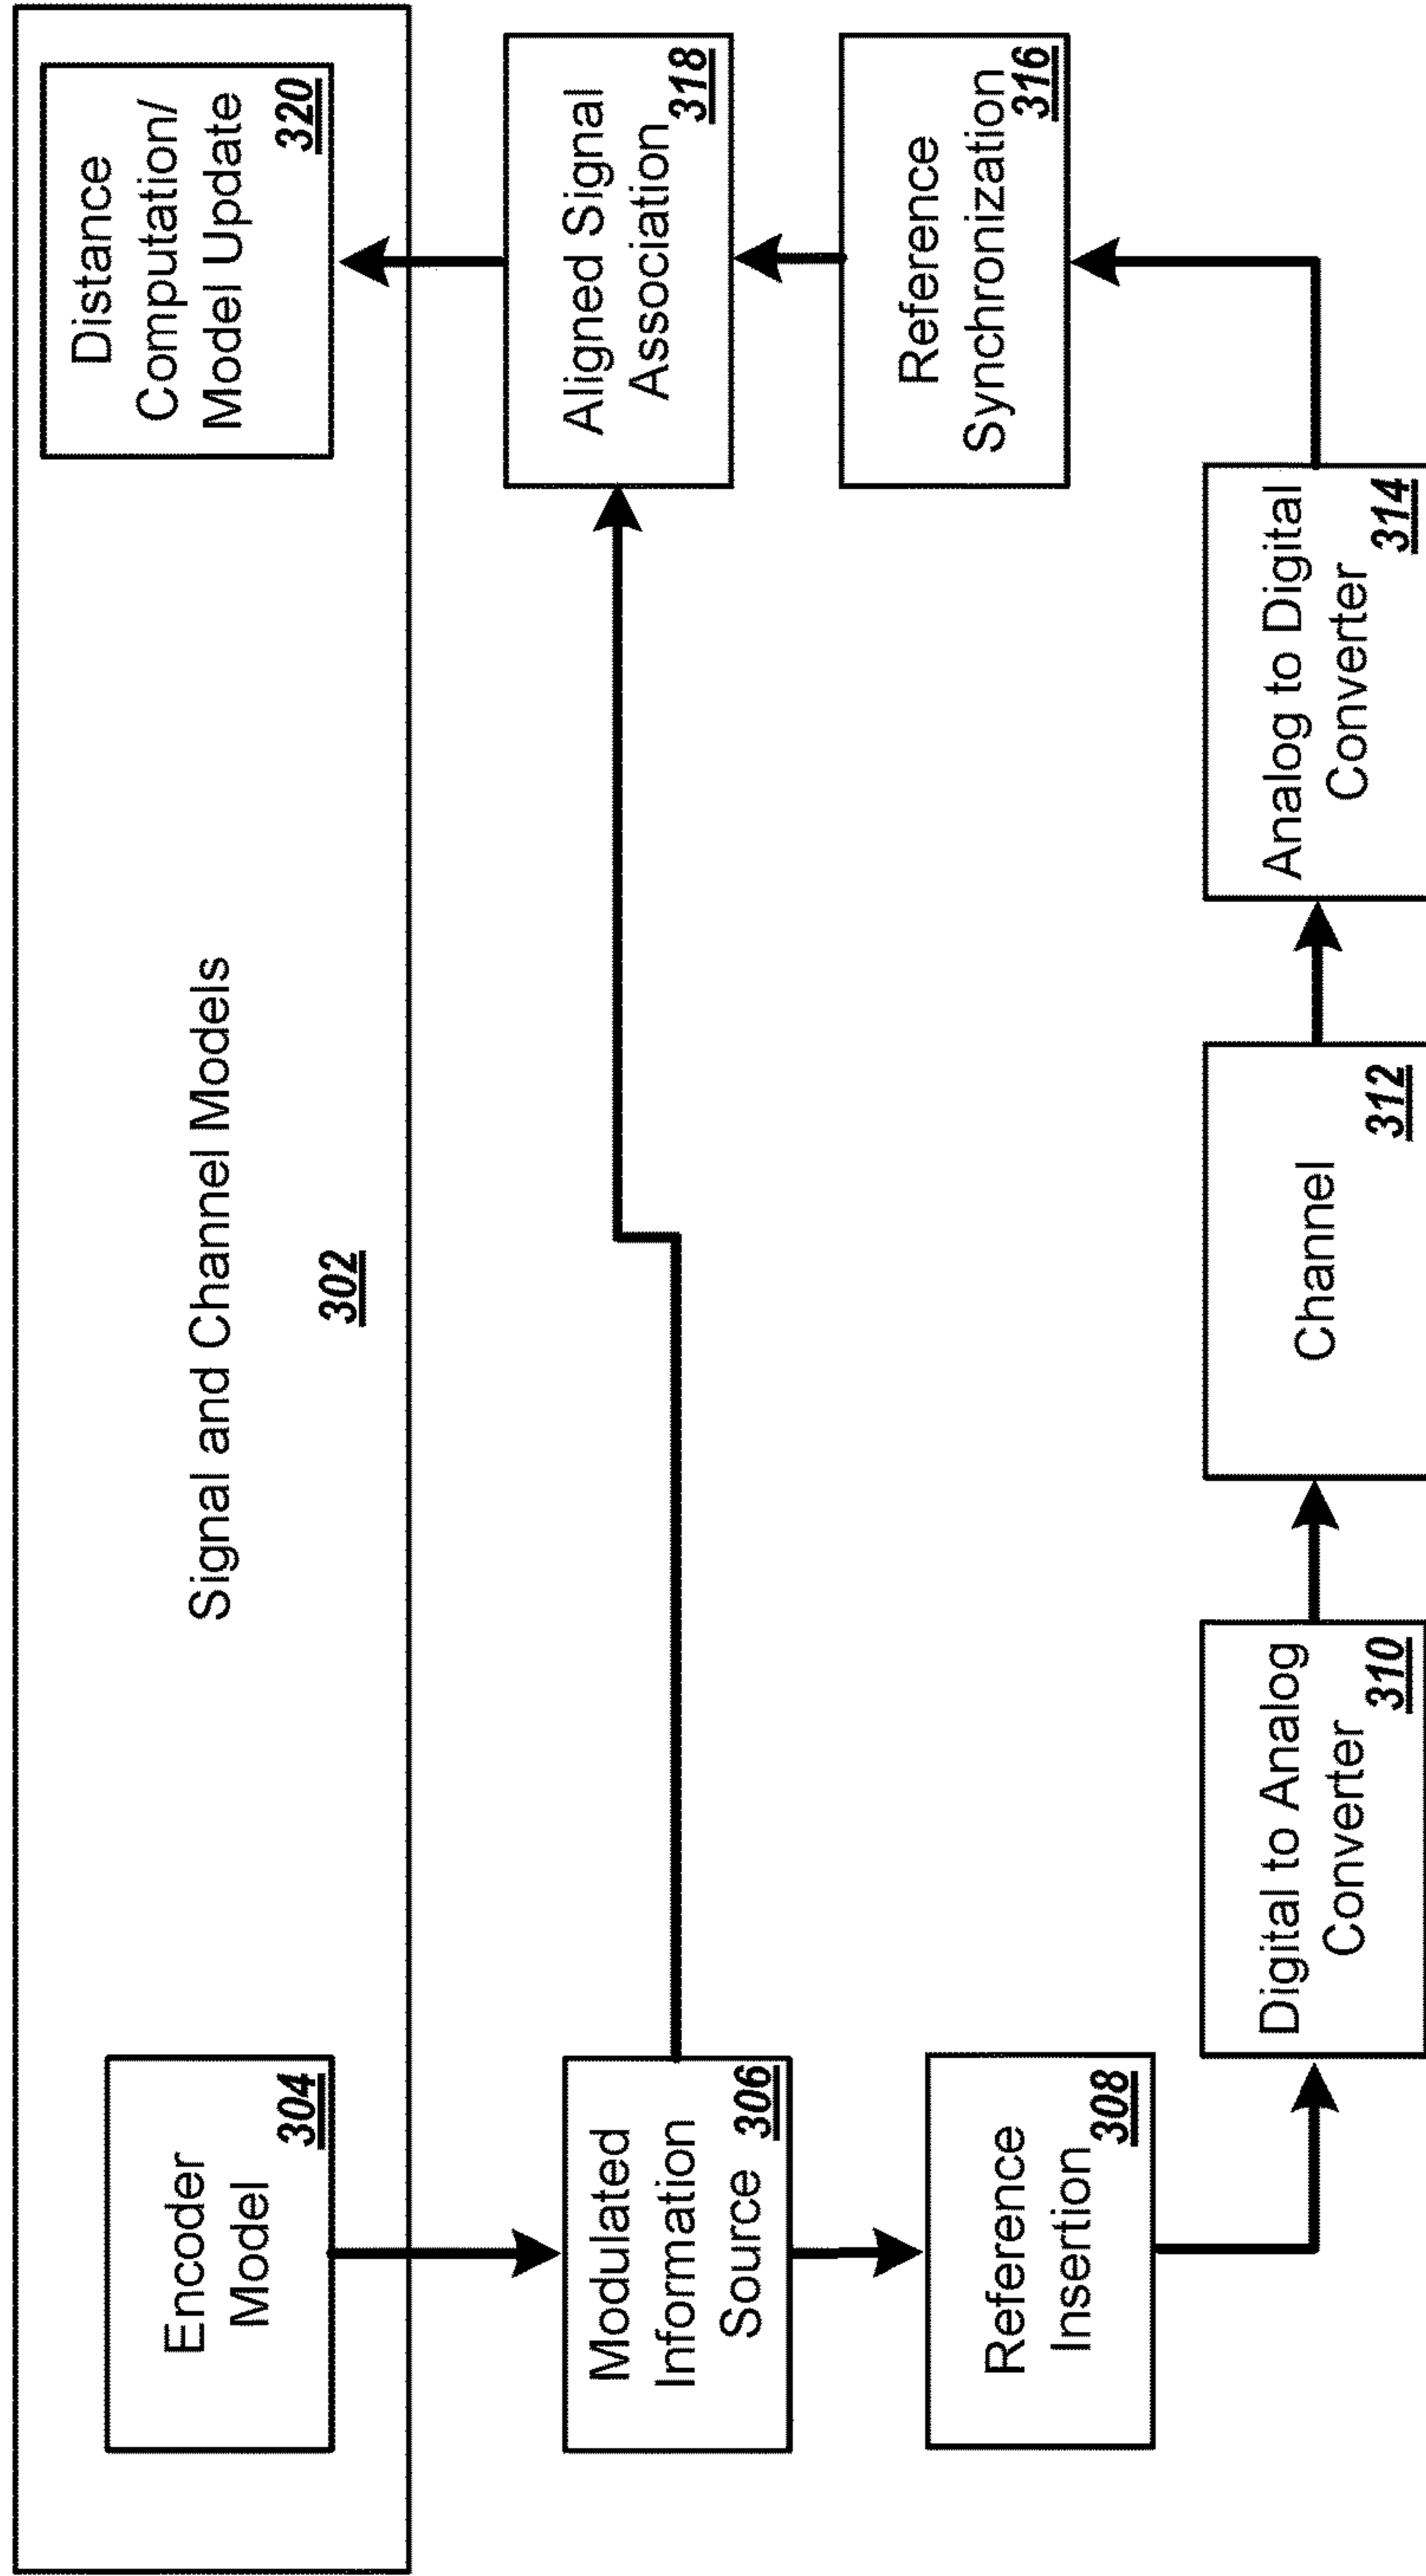 Signal and Channel Models
302
Encoder
Model
304
Distance
Computation/
Model Update
320
Modulated
Information
Source
306
Aligned Signal
Association
318
Reference
Insertion
308
Reference
Synchronization
316
Digital to Analog
Converter
310
Channel
312
Analog to Digital
Converter
314